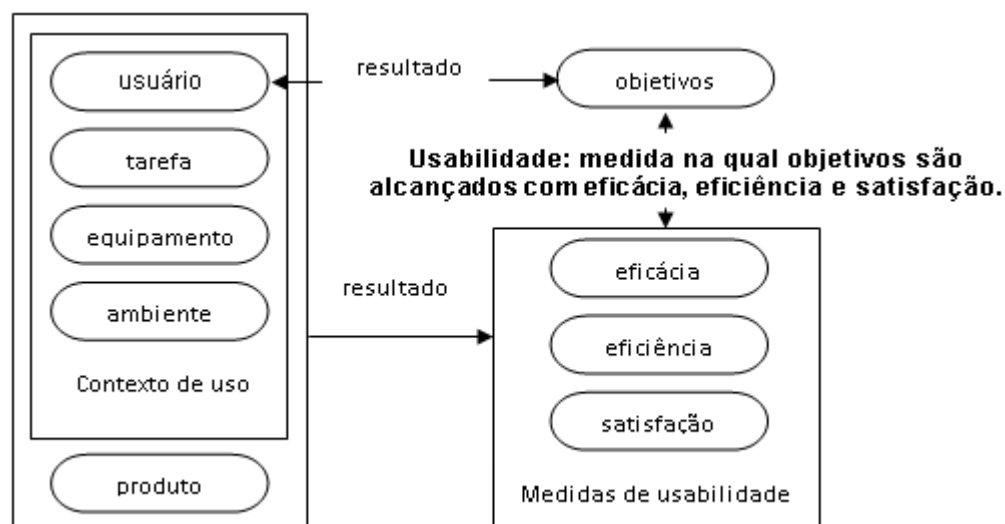 usuário
resultado
objetivos
tarefa
Usabilidade: medida na qual objetivos são
alcançados com eficácia, eficiência e satisfação.
equipamento
ambiente
Contexto de uso
produto
resultado
eficácia
eficiência
satisfação
Medidas de usabilidade